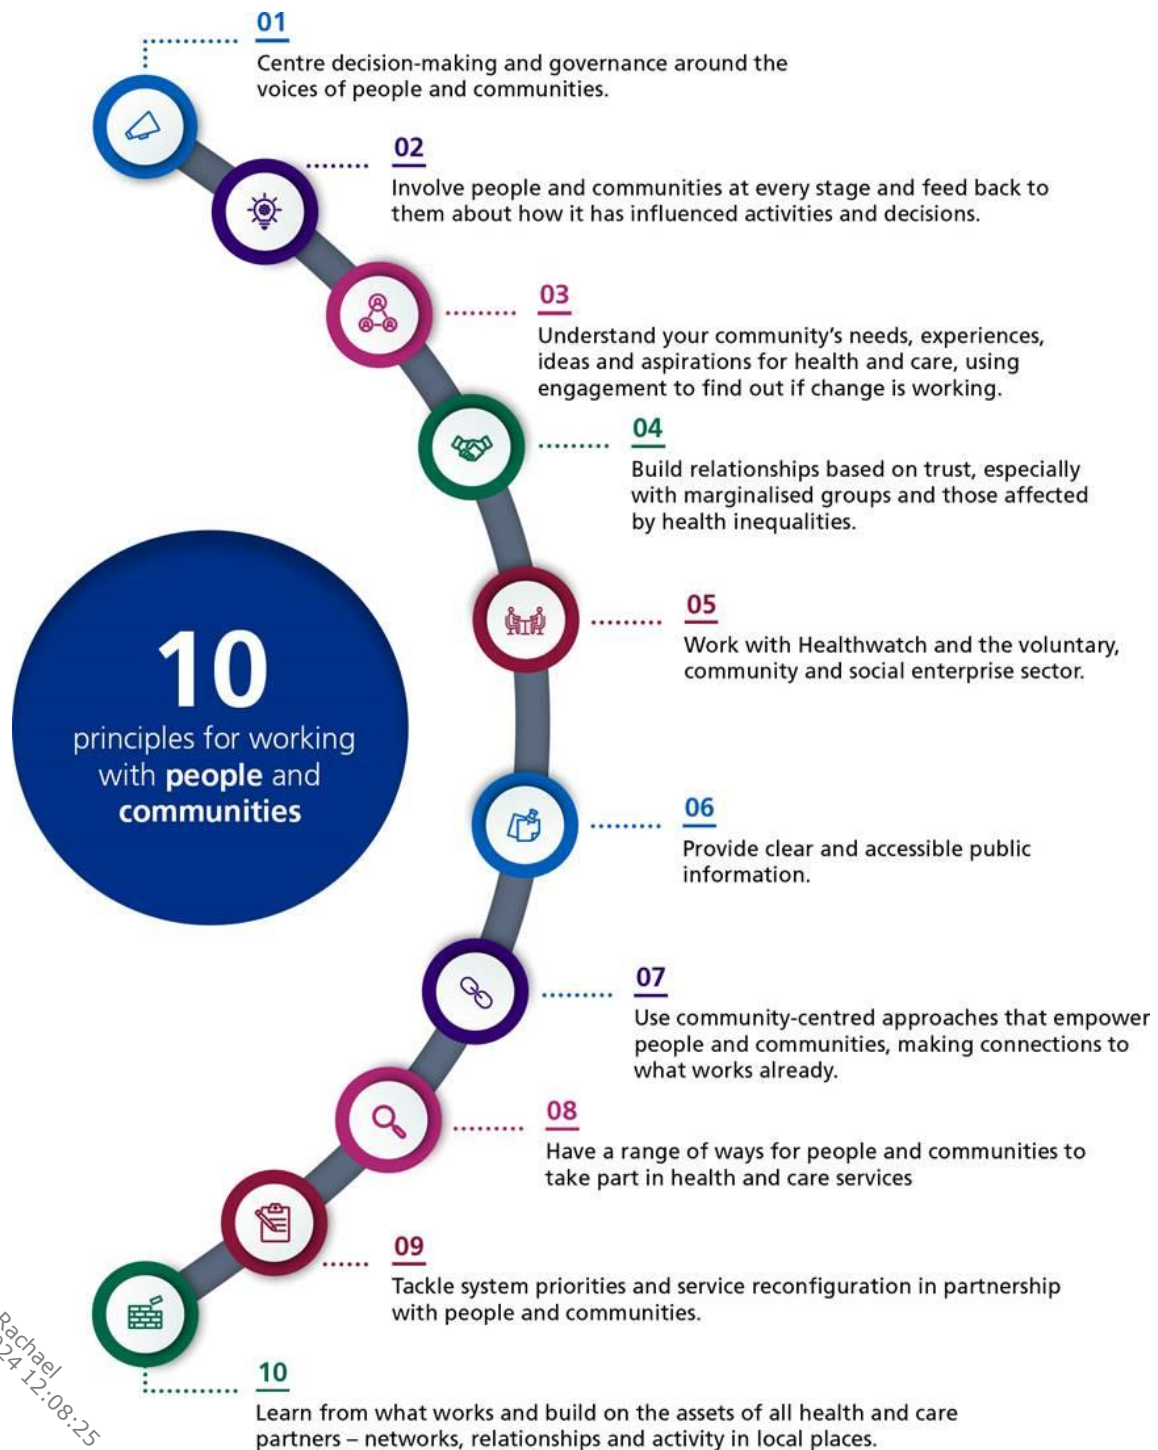 01
Centre decision-making and governance around the
voices of people and communities.
02
Involve people and communities at every stage and feed back to
them about how it has influenced activities and decisions.
03
Understand your community’s needs, experiences,
ideas and aspirations for health and care, using
engagement to find out if change is working.
04
Build relationships based on trust, especially
with marginalised groups and those affected
by health inequalities.
05
Work with Healthwatch and the voluntary,
community and social enterprise sector.
10
principles for working
with people and
communities
06
Provide clear and accessible public
information.
07
Use community-centred approaches that empower
people and communities, making connections to
what works already.
08
Have a range of ways for people and communities to
take part in health and care services
09
Tackle system priorities and service reconfiguration in partnership
with people and communities.
10
Learn from what works and build on the assets of all health and care
partners – networks, relationships and activity in local places.
Rachael
12:08:25